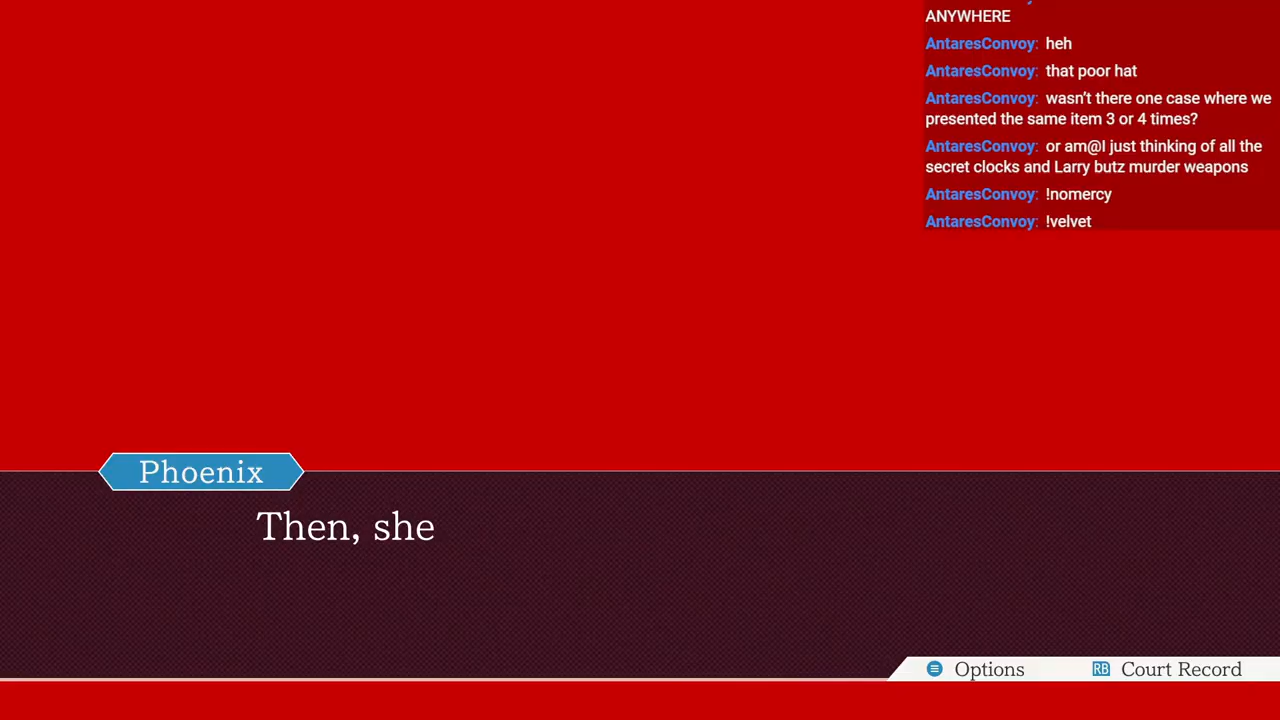 ANYWHERE
AntaresConvoy: heh
AntaresConvoy: that poor hat
AntaresConvoy: wasn't there one case where we
presented the same item 3 or 4 times?
AntaresConvoy: or am@I just thinking of all the
secret clocks and Larry butz murder weapons
AntaresConvoy: !nomercy
AntaresConvoy: !velvet
Phoenix
Then, she
Options
RB Court Record